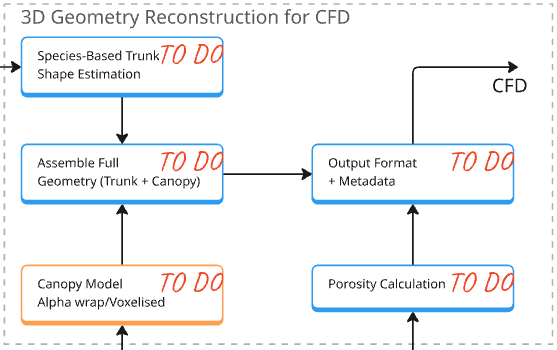 3D Geometry Reconstruction for CFD
Species-Based Trunk
Shape Estimation
TO DO
CFD
Assemble Full
Geometry (Trunk + Canopy)
TO DO
Output Format
+ Metadata
TO DO
Canopy Model
Alpha wrap/Voxelised
TO DO
Porosity Calculation
TO DO